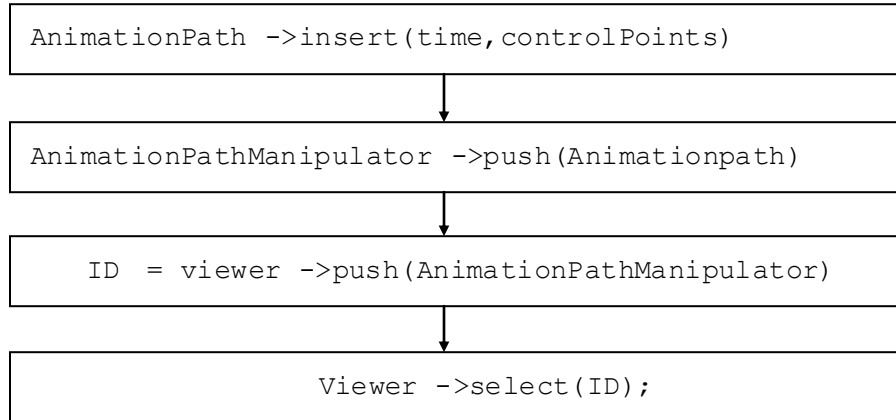 AnimationPath ->insert(time,controlPoints)
AnimationPathManipulator ->push(Animationpath)
ID = viewer ->push(AnimationPathManipulator)
Viewer ->select(ID);